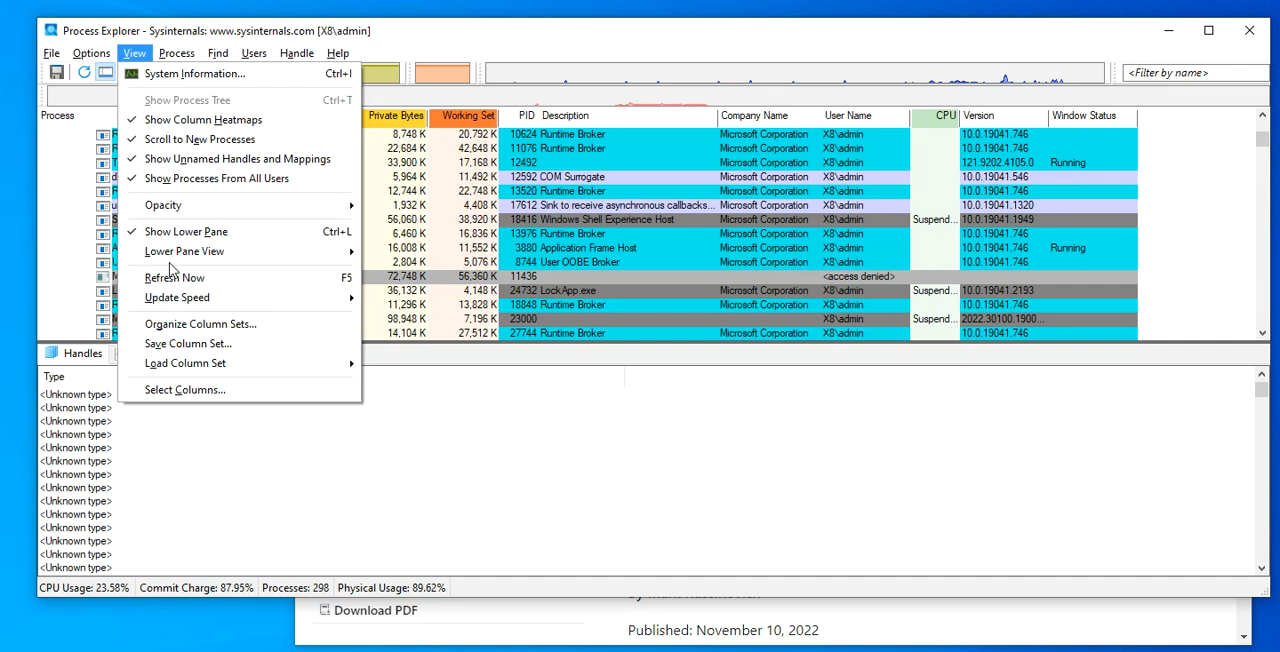 Process Explorer - Sysinternals: www.sysinternals.com [X8\admin]
File Options View Process Find Users Handle Help
<Filter by name>
System Information... Ctrl+I
Show Process Tree Ctrl+T
Show Column Heatmaps
Scroll to New Processes
Show Unnamed Handles and Mappings
Show Processes From All Users
Opacity
Show Lower Pane Ctrl+L
Lower Pane View
Refresh Now F5
Update Speed
Organize Column Sets...
Save Column Set...
Load Column Set
Select Columns...
Process Private Bytes Working Set PID Description Company Name User Name CPU Version Window Status
8,748 K 20,792 K 10624 Runtime Broker Microsoft Corporation X8\admin 10.0.19041.746
22,684 K 42,648 K 11076 Runtime Broker Microsoft Corporation X8\admin 10.0.19041.746
33,900 K 17,168 K 12492 X8\admin 121.9202.4105.0 Running
5,964 K 11,492 K 12592 COM Surrogate Microsoft Corporation X8\admin 10.0.19041.546
12,744 K 22,748 K 13520 Runtime Broker Microsoft Corporation X8\admin 10.0.19041.746
1,932 K 4,408 K 17612 Sink to receive asynchronous callbacks... Microsoft Corporation X8\admin 10.0.19041.1320
56,060 K 38,920 K 18416 Windows Shell Experience Host Microsoft Corporation X8\admin Suspend... 10.0.19041.1949
6,460 K 16,836 K 13976 Runtime Broker Microsoft Corporation X8\admin 10.0.19041.746
16,008 K 11,552 K 3880 Application Frame Host Microsoft Corporation X8\admin 10.0.19041.746 Running
2,804 K 5,076 K 8744 User OOBE Broker Microsoft Corporation X8\admin 10.0.19041.746
72,748 K 56,360 K 11436 <access denied>
36,132 K 4,148 K 24732 LockApp.exe Microsoft Corporation X8\admin Suspend... 10.0.19041.2193
11,296 K 13,828 K 18848 Runtime Broker Microsoft Corporation X8\admin 10.0.19041.746
98,948 K 7,196 K 23000 X8\admin Suspend... 2022.30100.1900...
14,104 K 27,512 K 27744 Runtime Broker Microsoft Corporation X8\admin 10.0.19041.746
Handles
Type
<Unknown type>
<Unknown type>
<Unknown type>
<Unknown type>
<Unknown type>
<Unknown type>
<Unknown type>
<Unknown type>
<Unknown type>
<Unknown type>
<Unknown type>
<Unknown type>
<Unknown type>
<Unknown type>
CPU Usage: 23.58% Commit Charge: 87.95% Processes: 298 Physical Usage: 89.62%
Download PDF
Published: November 10, 2022